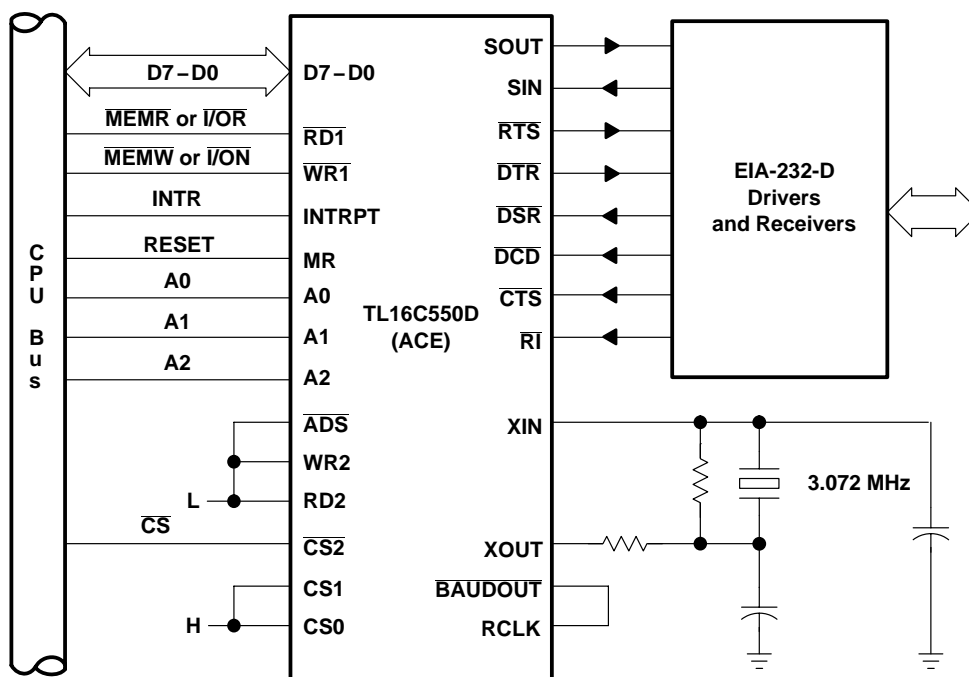 CPU Bus
D7–D0
MEMR or I/OR
MEMW or I/ON
INTR
RESET
A0
A1
A2
L
CS
H
D7–D0
RD1
WR1
INTRPT
MR
A0
A1
A2
ADS
WR2
RD2
CS2
CS1
CS0
TL16C550D
(ACE)
SOUT
SIN
RTS
DTR
DSR
DCD
CTS
RI
XIN
XOUT
BAUDOUT
RCLK
EIA-232-D
Drivers
and Receivers
3.072 MHz